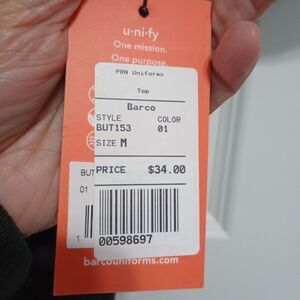 u·ni·fy
One mission.
One purpose.
PRN Uniforms
Top
Barco
STYLE COLOR
BUT153 01
SIZE M
BUT
PRICE $34.00
01
1
00598697
barcouniforms.com